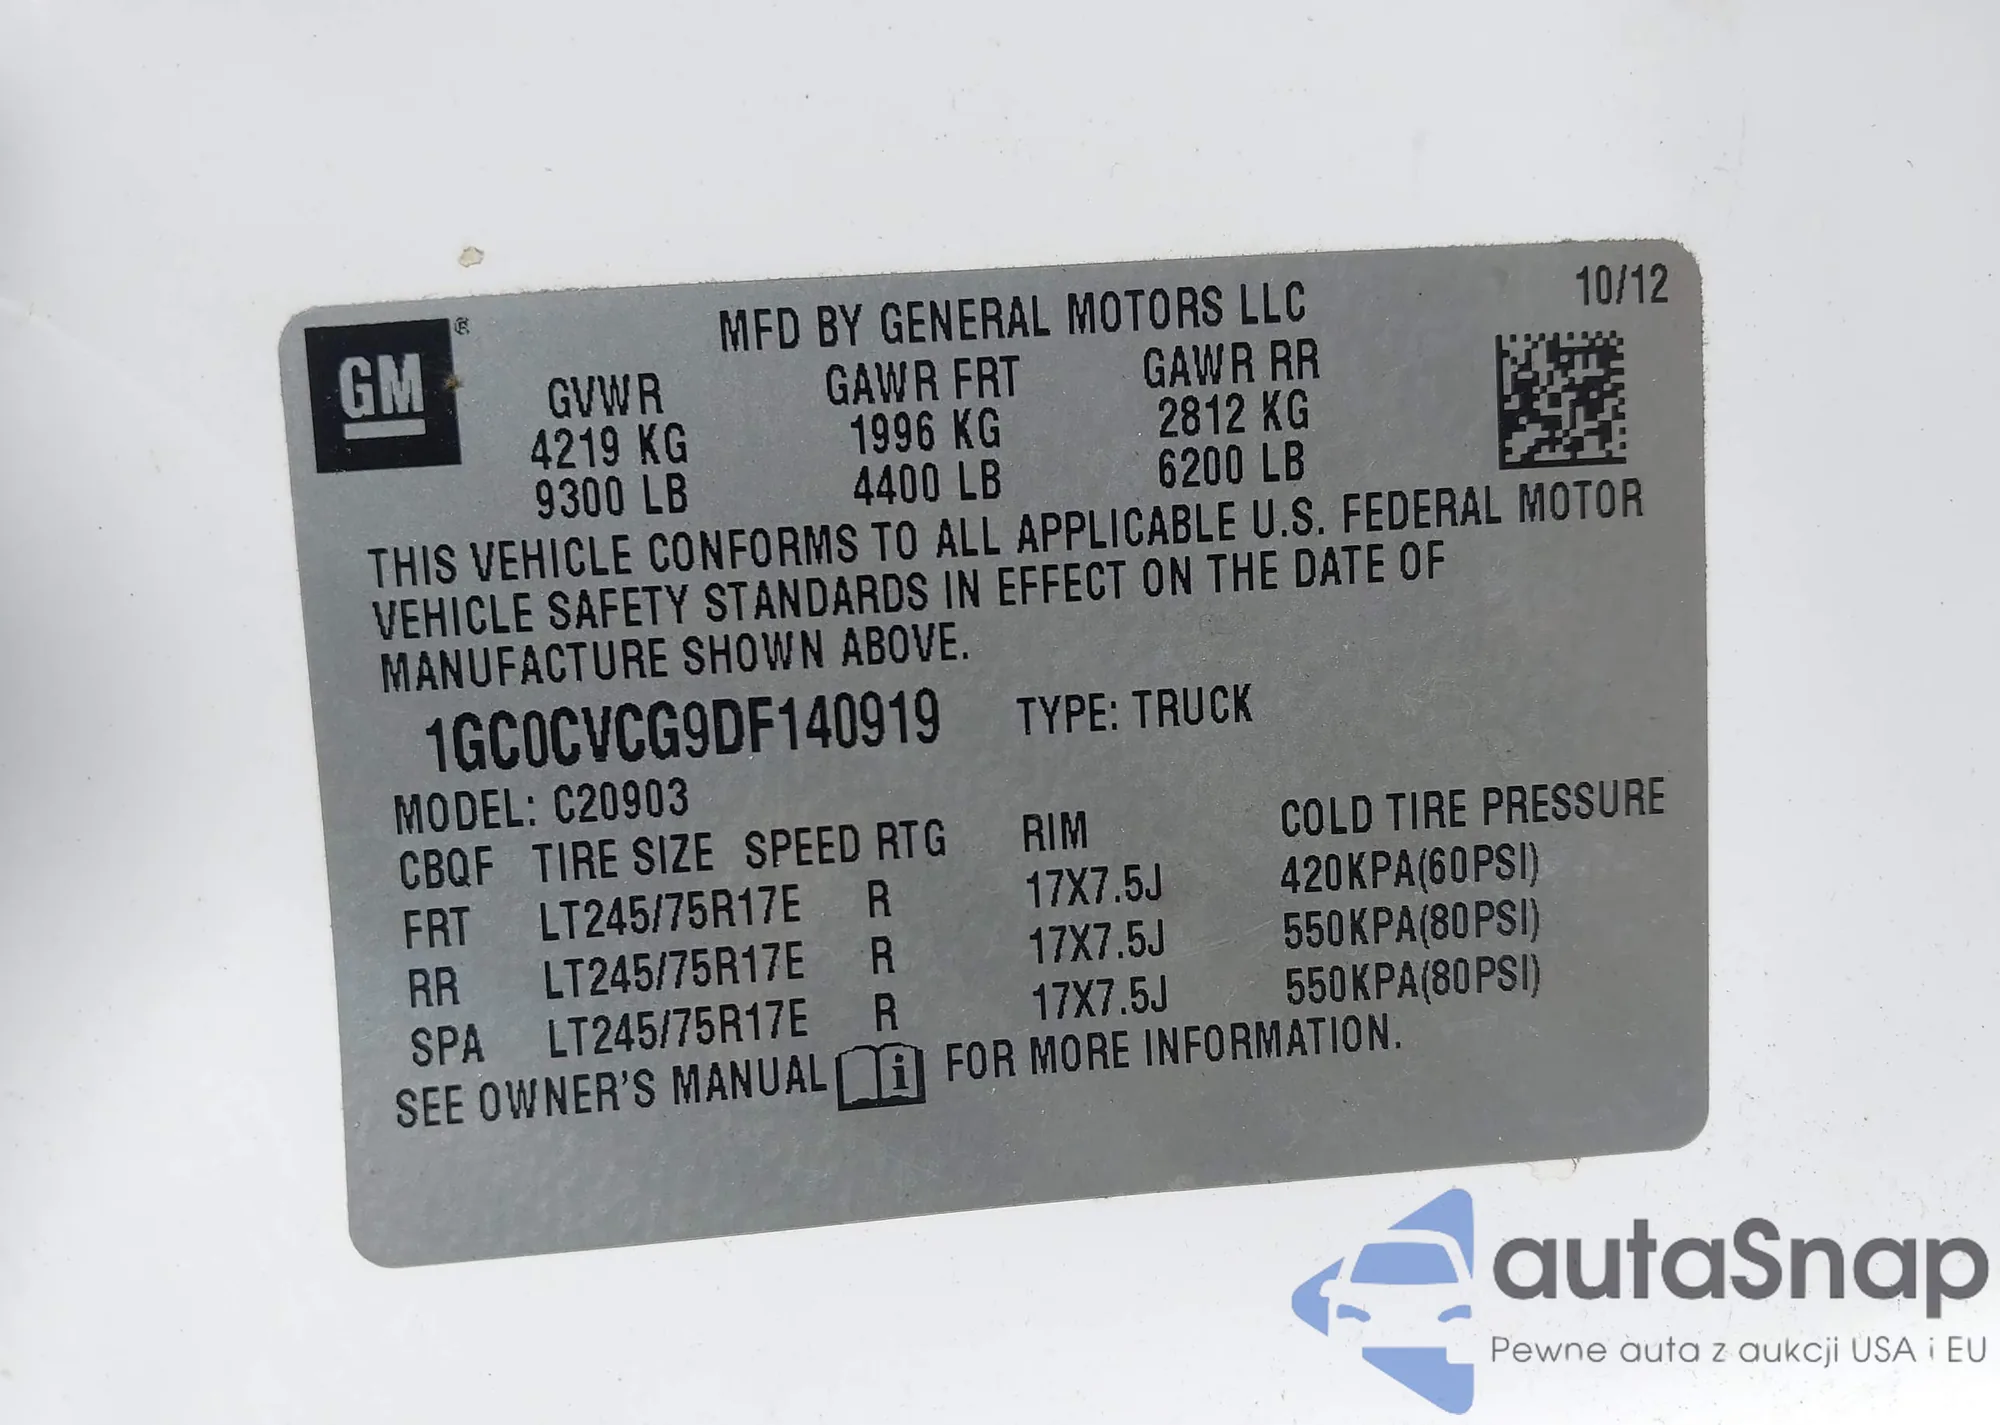 MFD BY GENERAL MOTORS LLC 10/12
GM®
GVWR GAWR FRT GAWR RR
4219 KG 1996 KG 2812 KG
9300 LB 4400 LB 6200 LB
THIS VEHICLE CONFORMS TO ALL APPLICABLE U.S. FEDERAL MOTOR
VEHICLE SAFETY STANDARDS IN EFFECT ON THE DATE OF
MANUFACTURE SHOWN ABOVE.
1GC0CVCG9DF140919 TYPE: TRUCK
MODEL: C20903
CBQF TIRE SIZE SPEED RTG RIM COLD TIRE PRESSURE
FRT LT245/75R17E R 17X7.5J 420KPA(60PSI)
RR LT245/75R17E R 17X7.5J 550KPA(80PSI)
SPA LT245/75R17E R 17X7.5J 550KPA(80PSI)
SEE OWNER'S MANUAL i FOR MORE INFORMATION.
autaSnap
Pewne auta z aukcji USA i EU